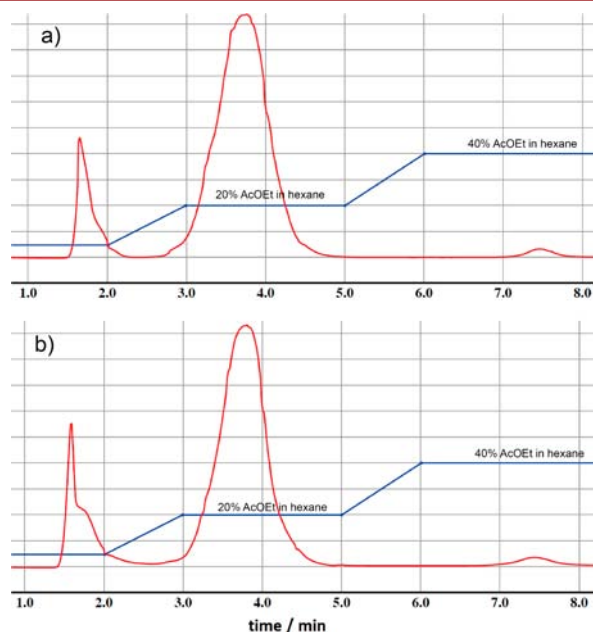 a)
40% AcOEt in hexane
20% AcOEt in hexane
1.0 2.0 3.0 4.0 5.0 6.0 7.0 8.0
b)
40% AcOEt in hexane
20% AcOEt in hexane
1.0 2.0 3.0 4.0 5.0 6.0 7.0 8.0
time / min